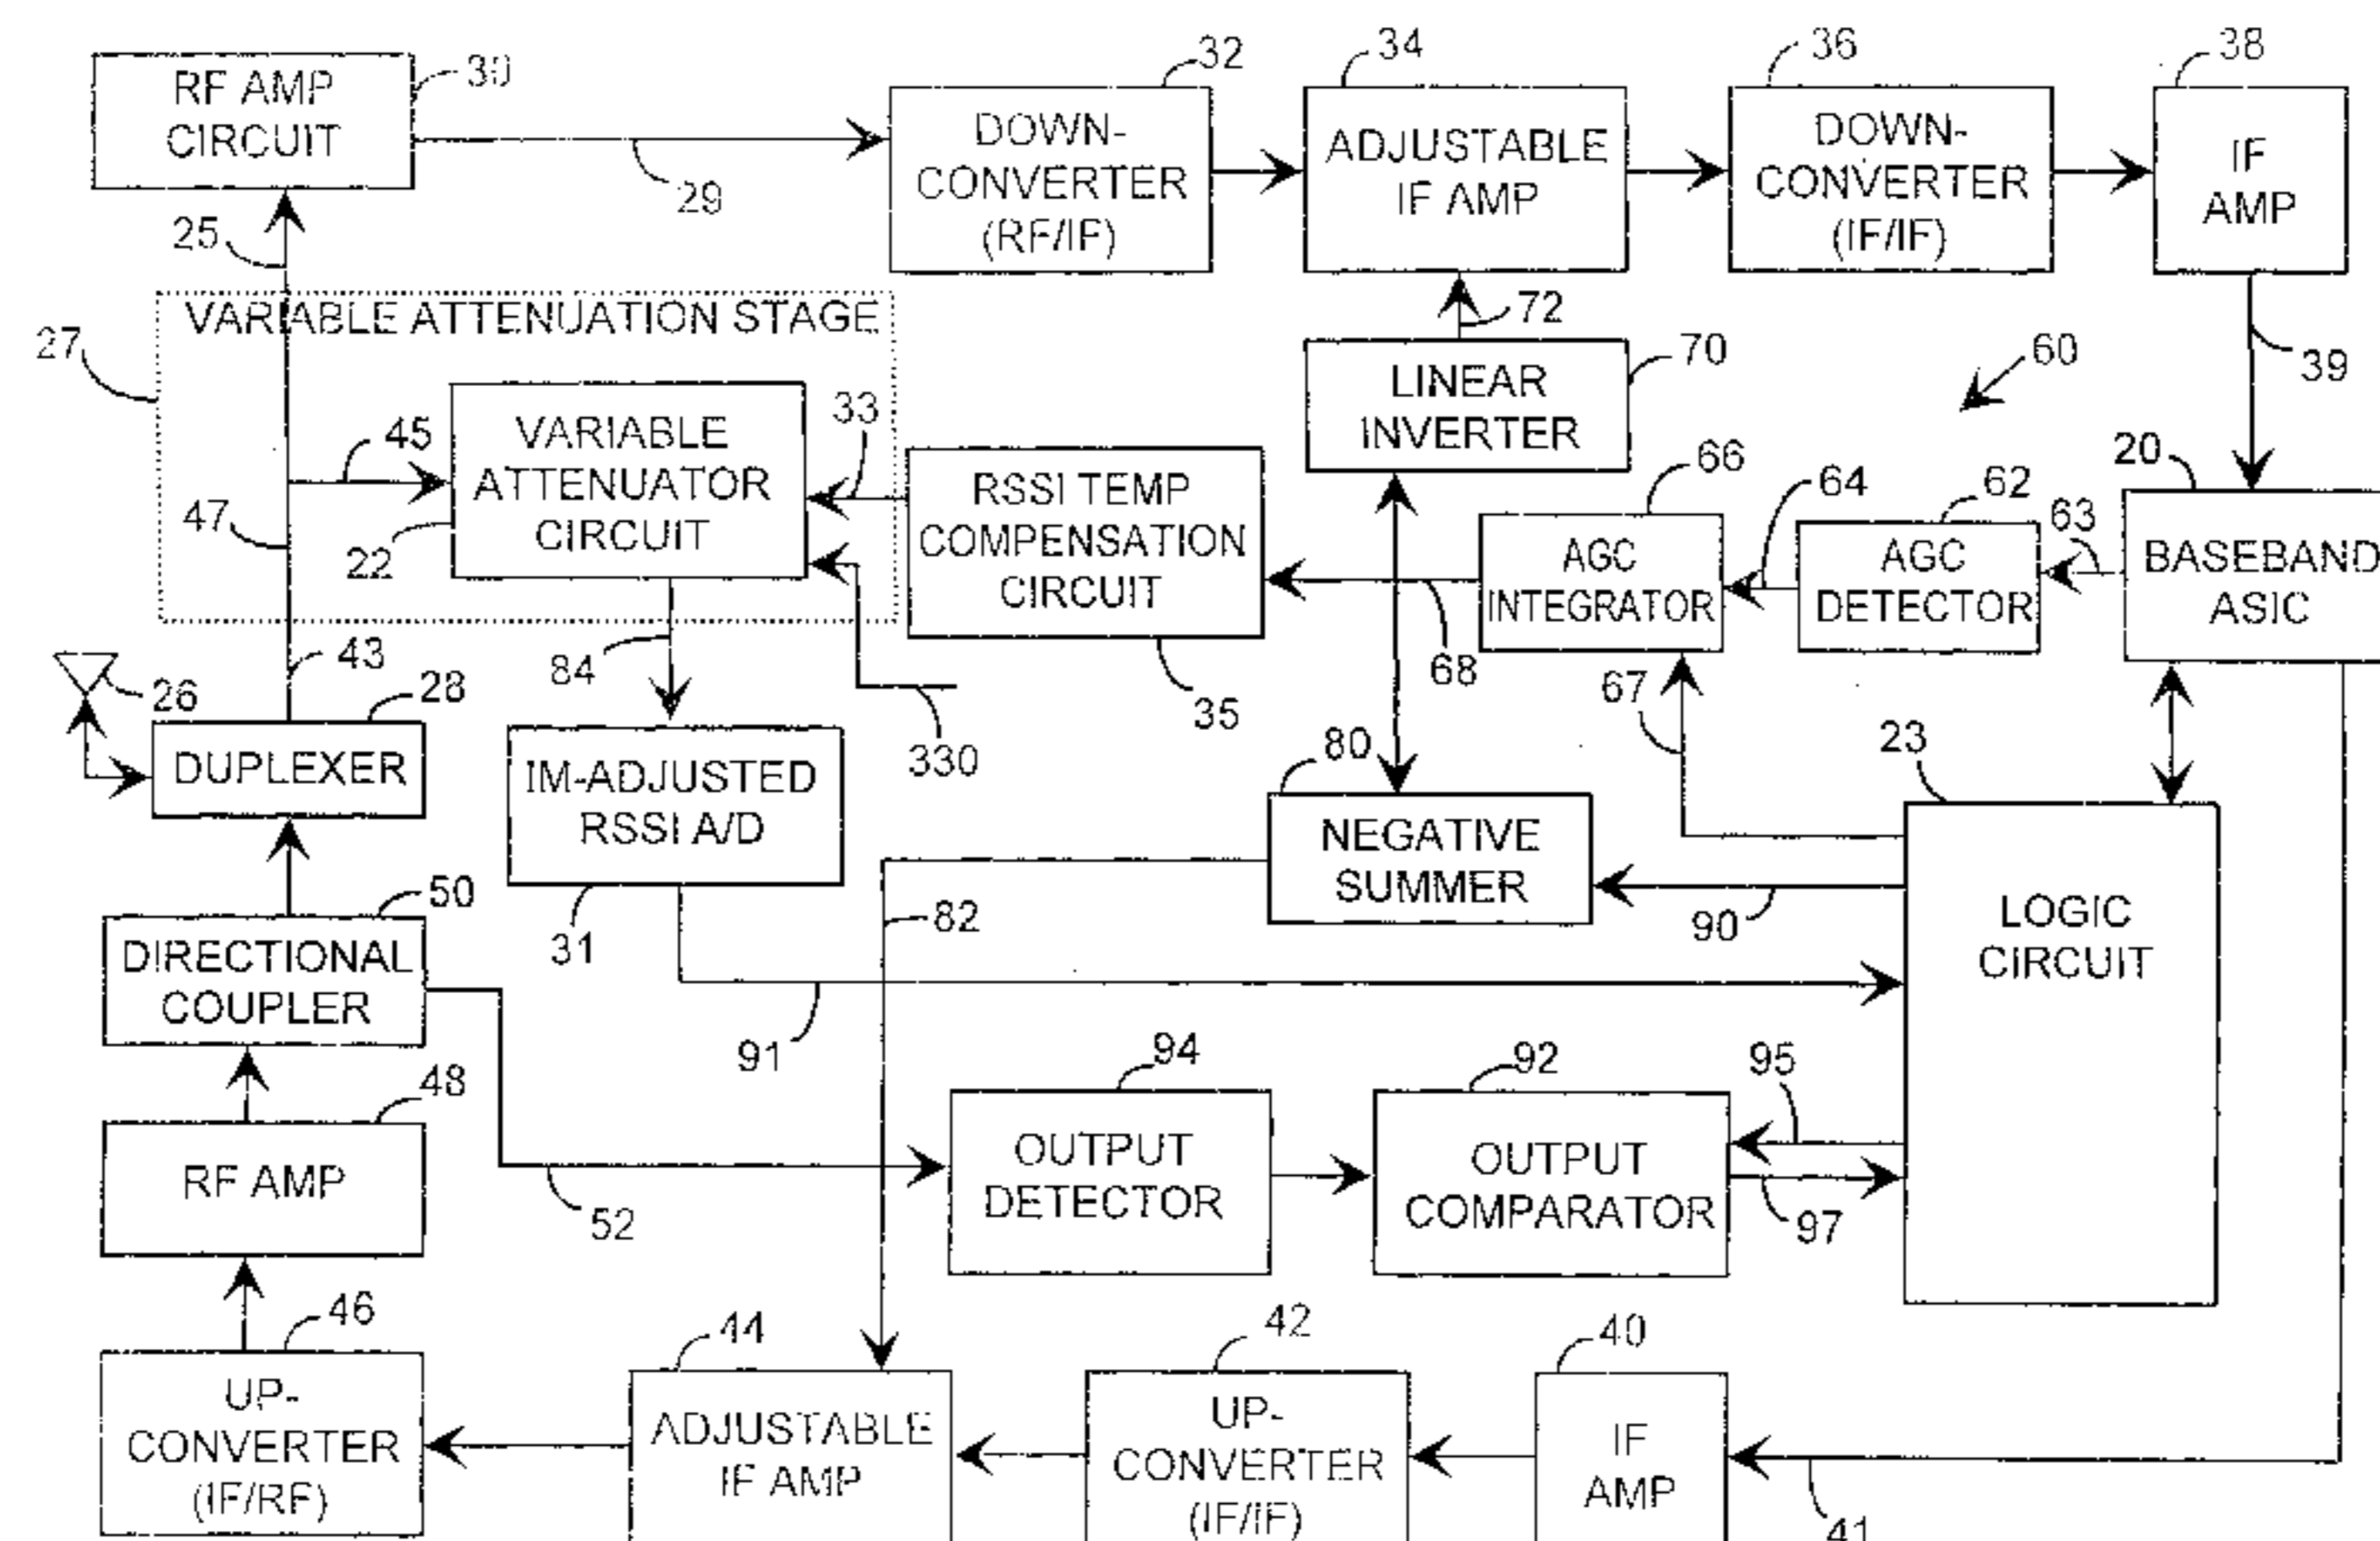 RF AMP
CIRCUIT
30
29
25
32
DOWN-
CONVERTER
(RF/IF)
34
ADJUSTABLE
IF AMP
36
DOWN-
CONVERTER
(IF/IF)
38
IF
AMP
39
60
VARIABLE ATTENUATION STAGE
27
45
47
VARIABLE
ATTENUATOR
CIRCUIT
22
33
72
LINEAR
INVERTER
70
RSSI TEMP
COMPENSATION
CIRCUIT
35
68
66
AGC
INTEGRATOR
67
64
62
AGC
DETECTOR
63
20
BASEBAND
ASIC
84
330
43
26
28
DUPLEXER
IM-ADJUSTED
RSSI A/D
31
80
NEGATIVE
SUMMER
90
23
LOGIC
CIRCUIT
82
91
50
DIRECTIONAL
COUPLER
52
48
RF AMP
94
OUTPUT
DETECTOR
92
OUTPUT
COMPARATOR
95
97
46
UP-
CONVERTER
(IF/RF)
44
ADJUSTABLE
IF AMP
42
UP-
CONVERTER
(IF/IF)
40
IF
AMP
41